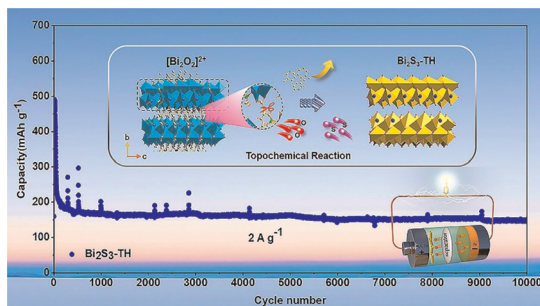 700
600
500
400
300
200
100
0
Capacity(mAh g⁻¹)
[Bi₂O₂]²⁺
Bi₂S₃-TH
b
c
Topochemical Reaction
2 A g⁻¹
Bi₂S₃-TH
0 1000 2000 3000 4000 5000 6000 7000 8000 9000 10000
Cycle number